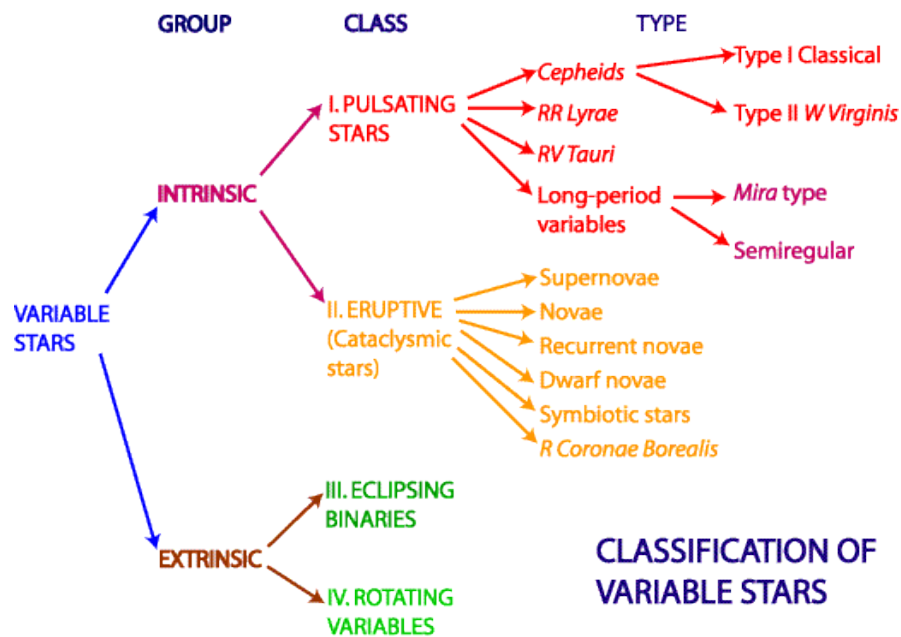 GROUP
CLASS
TYPE
VARIABLE
STARS
INTRINSIC
I. PULSATING
STARS
Cepheids
Type I Classical
Type II W Virginis
RR Lyrae
RV Tauri
Long-period
variables
Mira type
Semiregular
II. ERUPTIVE
(Cataclysmic
stars)
Supernovae
Novae
Recurrent novae
Dwarf novae
Symbiotic stars
R Coronae Borealis
EXTRINSIC
III. ECLIPSING
BINARIES
IV. ROTATING
VARIABLES
CLASSIFICATION OF
VARIABLE STARS